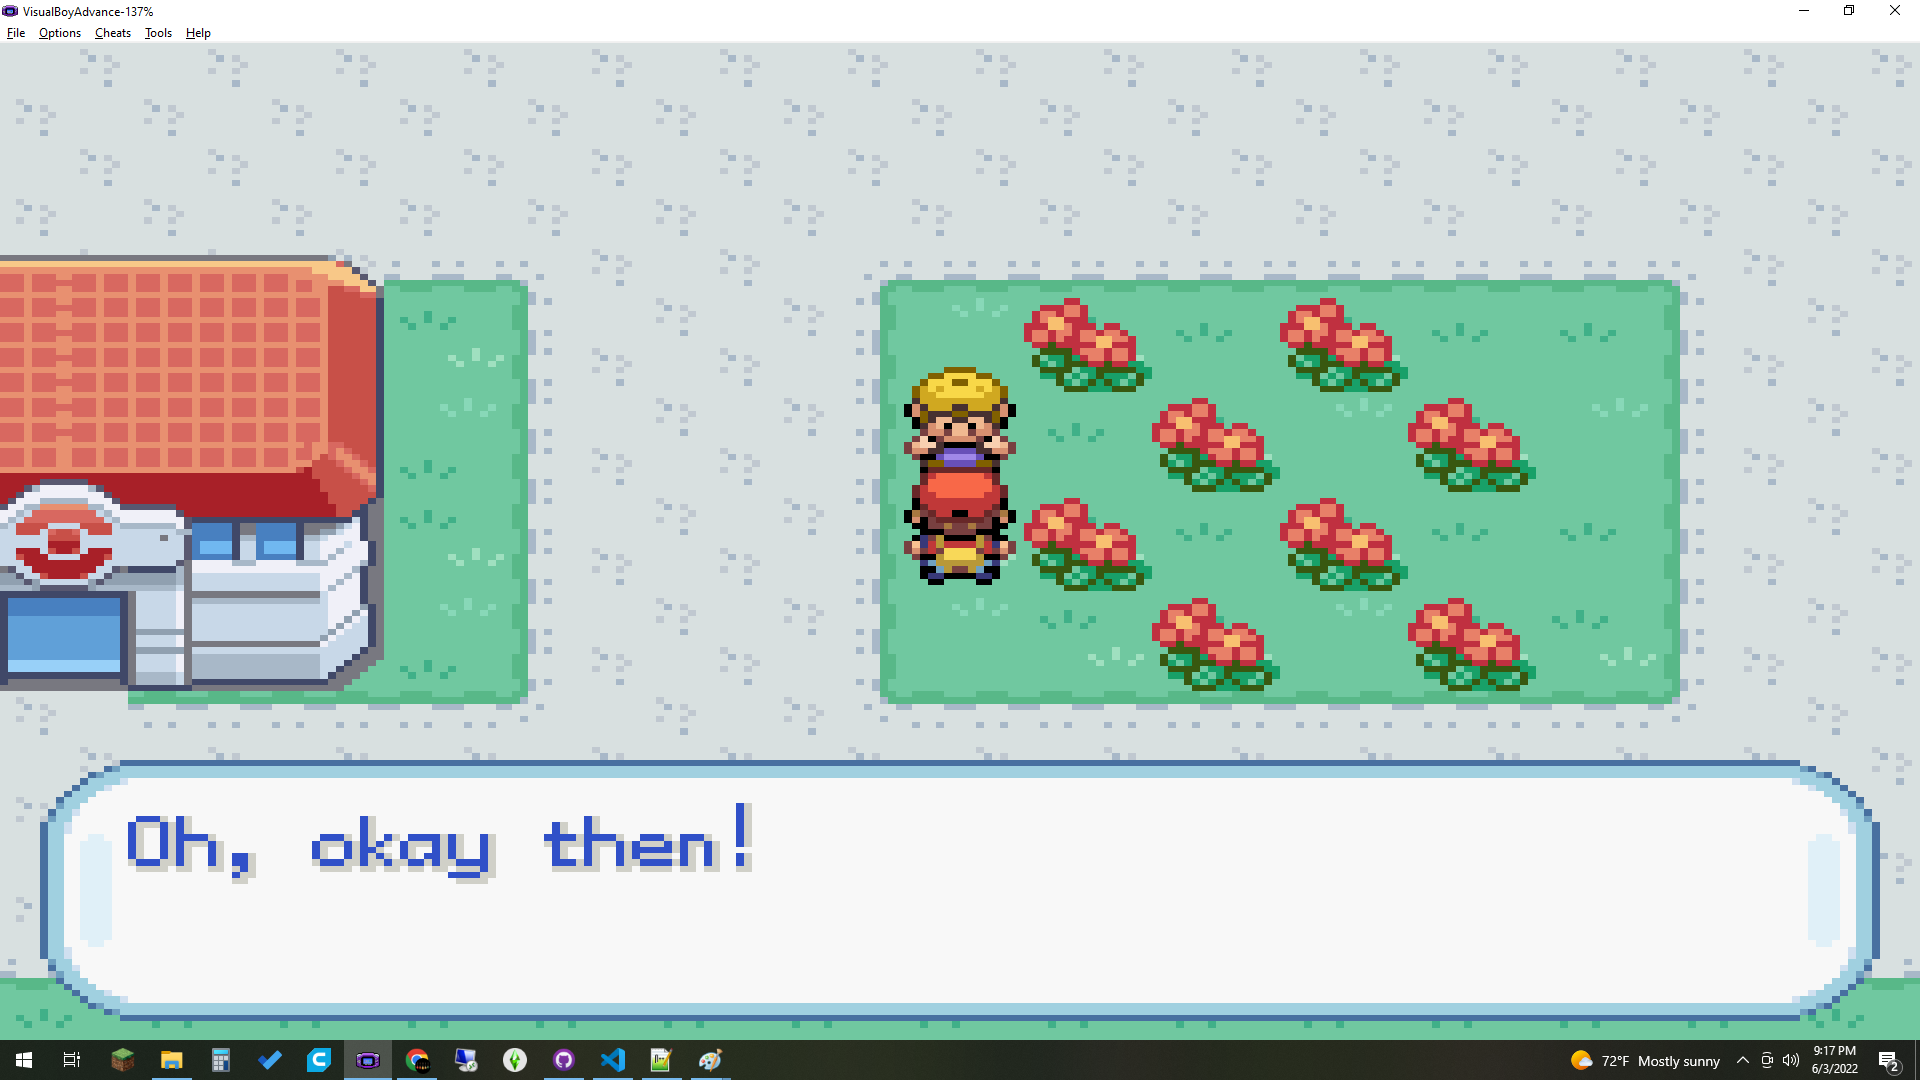 VisualBoyAdvance-137%
File Options Cheats Tools Help
Oh, okay then!
72°F Mostly sunny
9:17 PM
6/3/2022
2